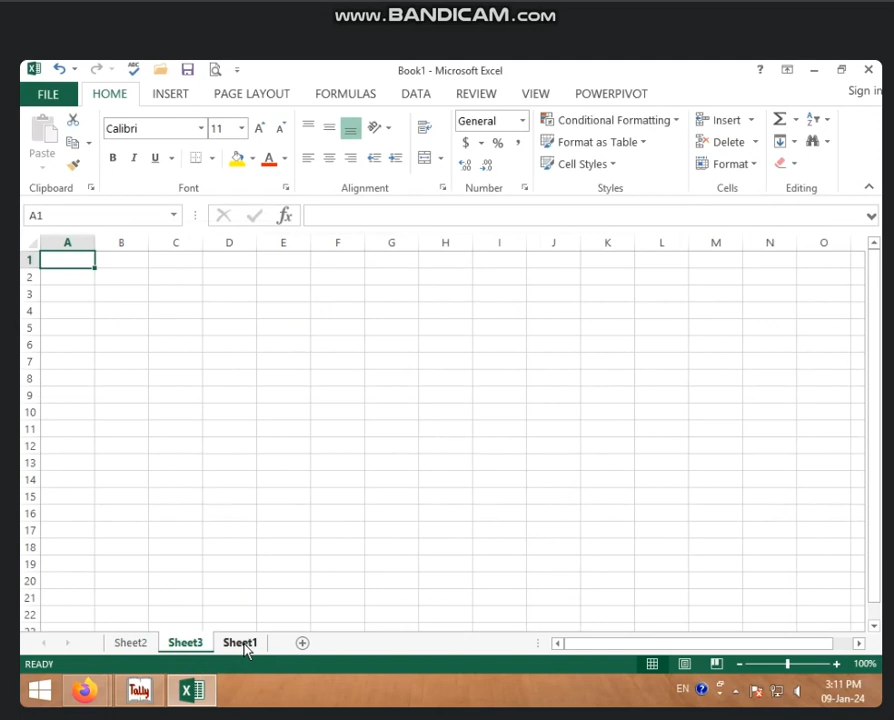 www.BANDICAM.com
Book1 - Microsoft Excel
?
FILE HOME INSERT PAGE LAYOUT FORMULAS DATA REVIEW VIEW POWERPIVOT Sign in
Paste
Calibri 11 A A
B I U A
General
$ % ,
Conditional Formatting
Format as Table
Cell Styles
Insert
Delete
Format
Clipboard Font Alignment Number Styles Cells Editing
A1 fx
A B C D E F G H I J K L M N O
1
2
3
4
5
6
7
8
9
10
11
12
13
14
15
16
17
18
19
20
21
22
Sheet2 Sheet3 Sheet1
READY 100%
Tally EN 3:11 PM
09-Jan-24